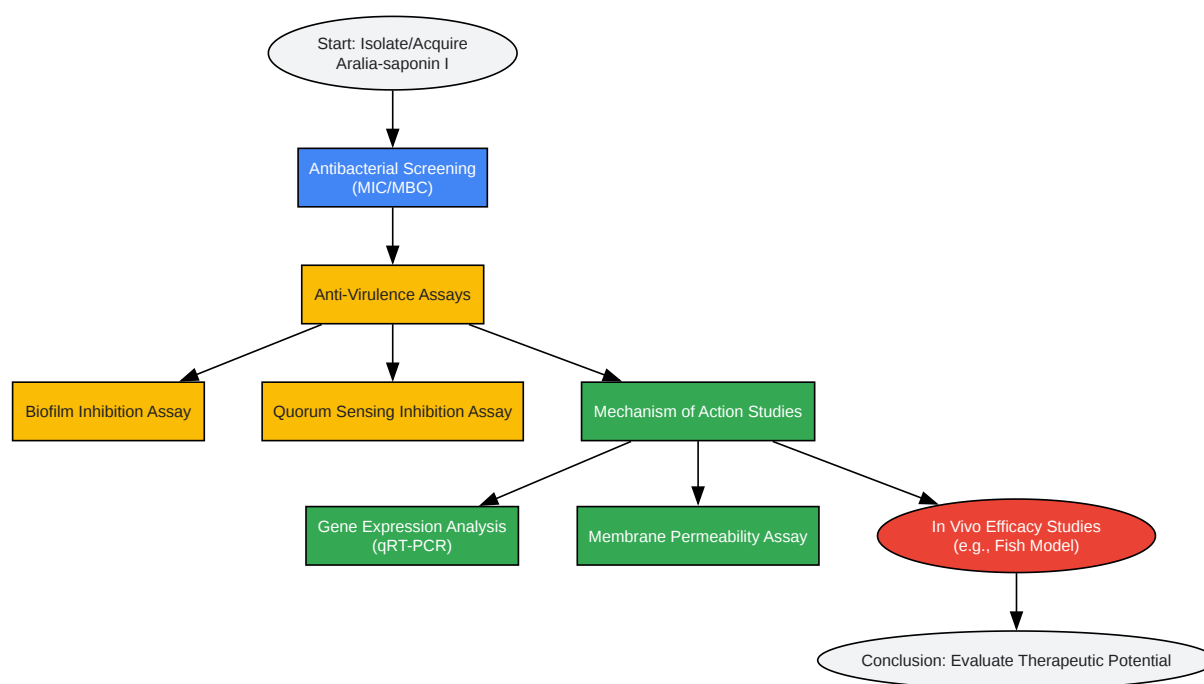 Start: Isolate/Acquire
Aralia-saponin I
Antibacterial Screening
(MIC/MBC)
Anti-Virulence Assays
Biofilm Inhibition Assay
Quorum Sensing Inhibition Assay
Mechanism of Action Studies
Gene Expression Analysis
(qRT-PCR)
Membrane Permeability Assay
In Vivo Efficacy Studies
(e.g., Fish Model)
Conclusion: Evaluate Therapeutic Potential